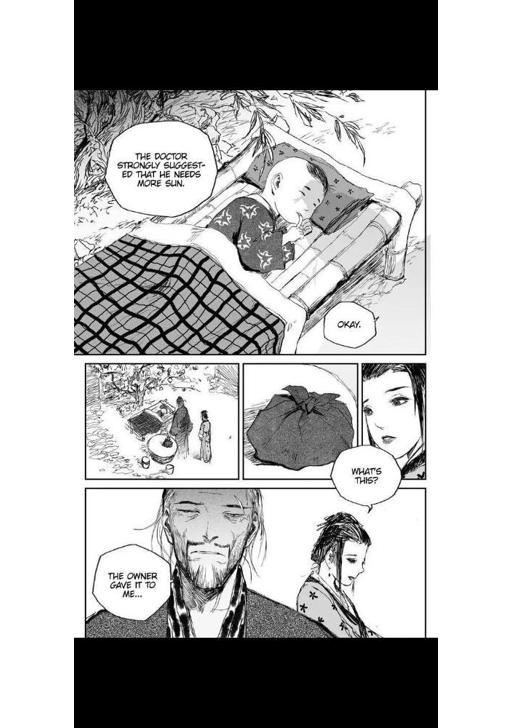 THE DOCTOR
STRONGLY SUGGEST-
ED THAT HE NEEDS
MORE SUN.
OKAY.
WHAT'S
THIS?
THE OWNER
GAVE IT TO
ME...